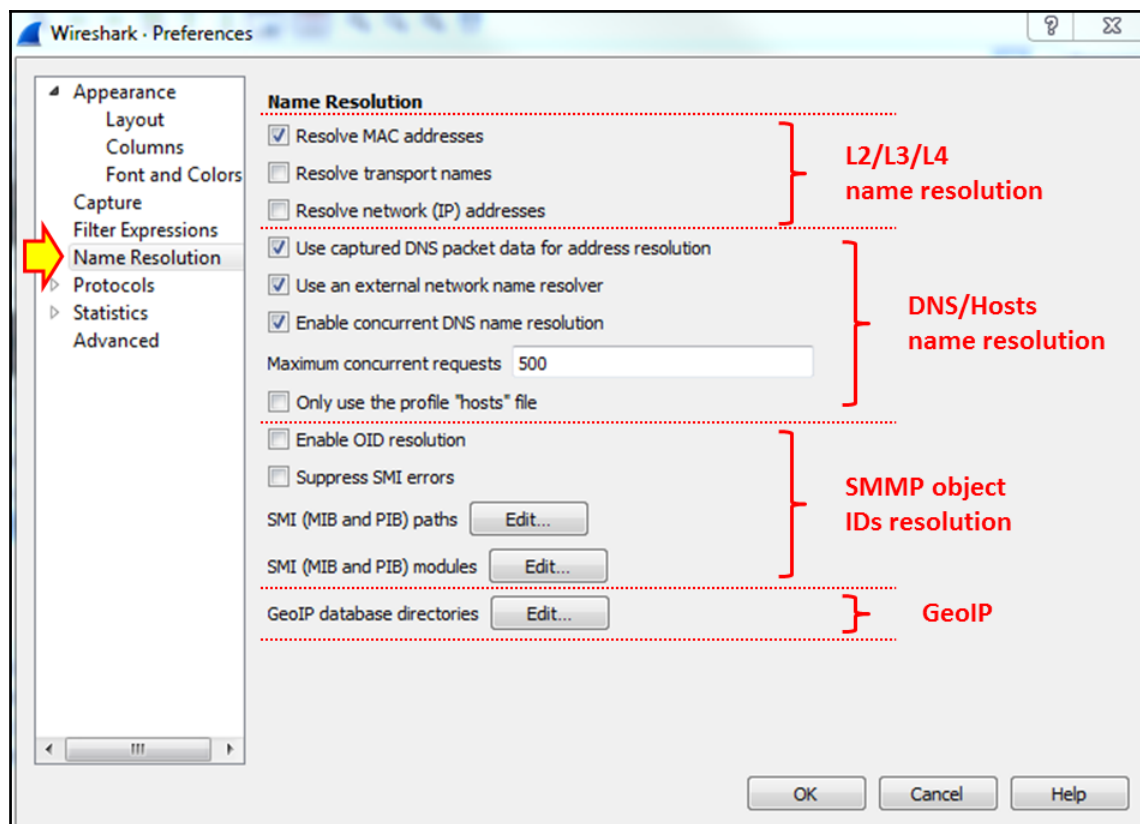 Wireshark · Preferences
Appearance
Layout
Columns
Font and Colors
Capture
Filter Expressions
Name Resolution
Protocols
Statistics
Advanced
Name Resolution
Resolve MAC addresses
Resolve transport names
Resolve network (IP) addresses
L2/L3/L4
name resolution
Use captured DNS packet data for address resolution
Use an external network name resolver
Enable concurrent DNS name resolution
Maximum concurrent requests 500
Only use the profile "hosts" file
DNS/Hosts
name resolution
Enable OID resolution
Suppress SMI errors
SMI (MIB and PIB) paths Edit...
SMI (MIB and PIB) modules Edit...
SMMP object
IDs resolution
GeoIP database directories Edit...
GeoIP
OK Cancel Help